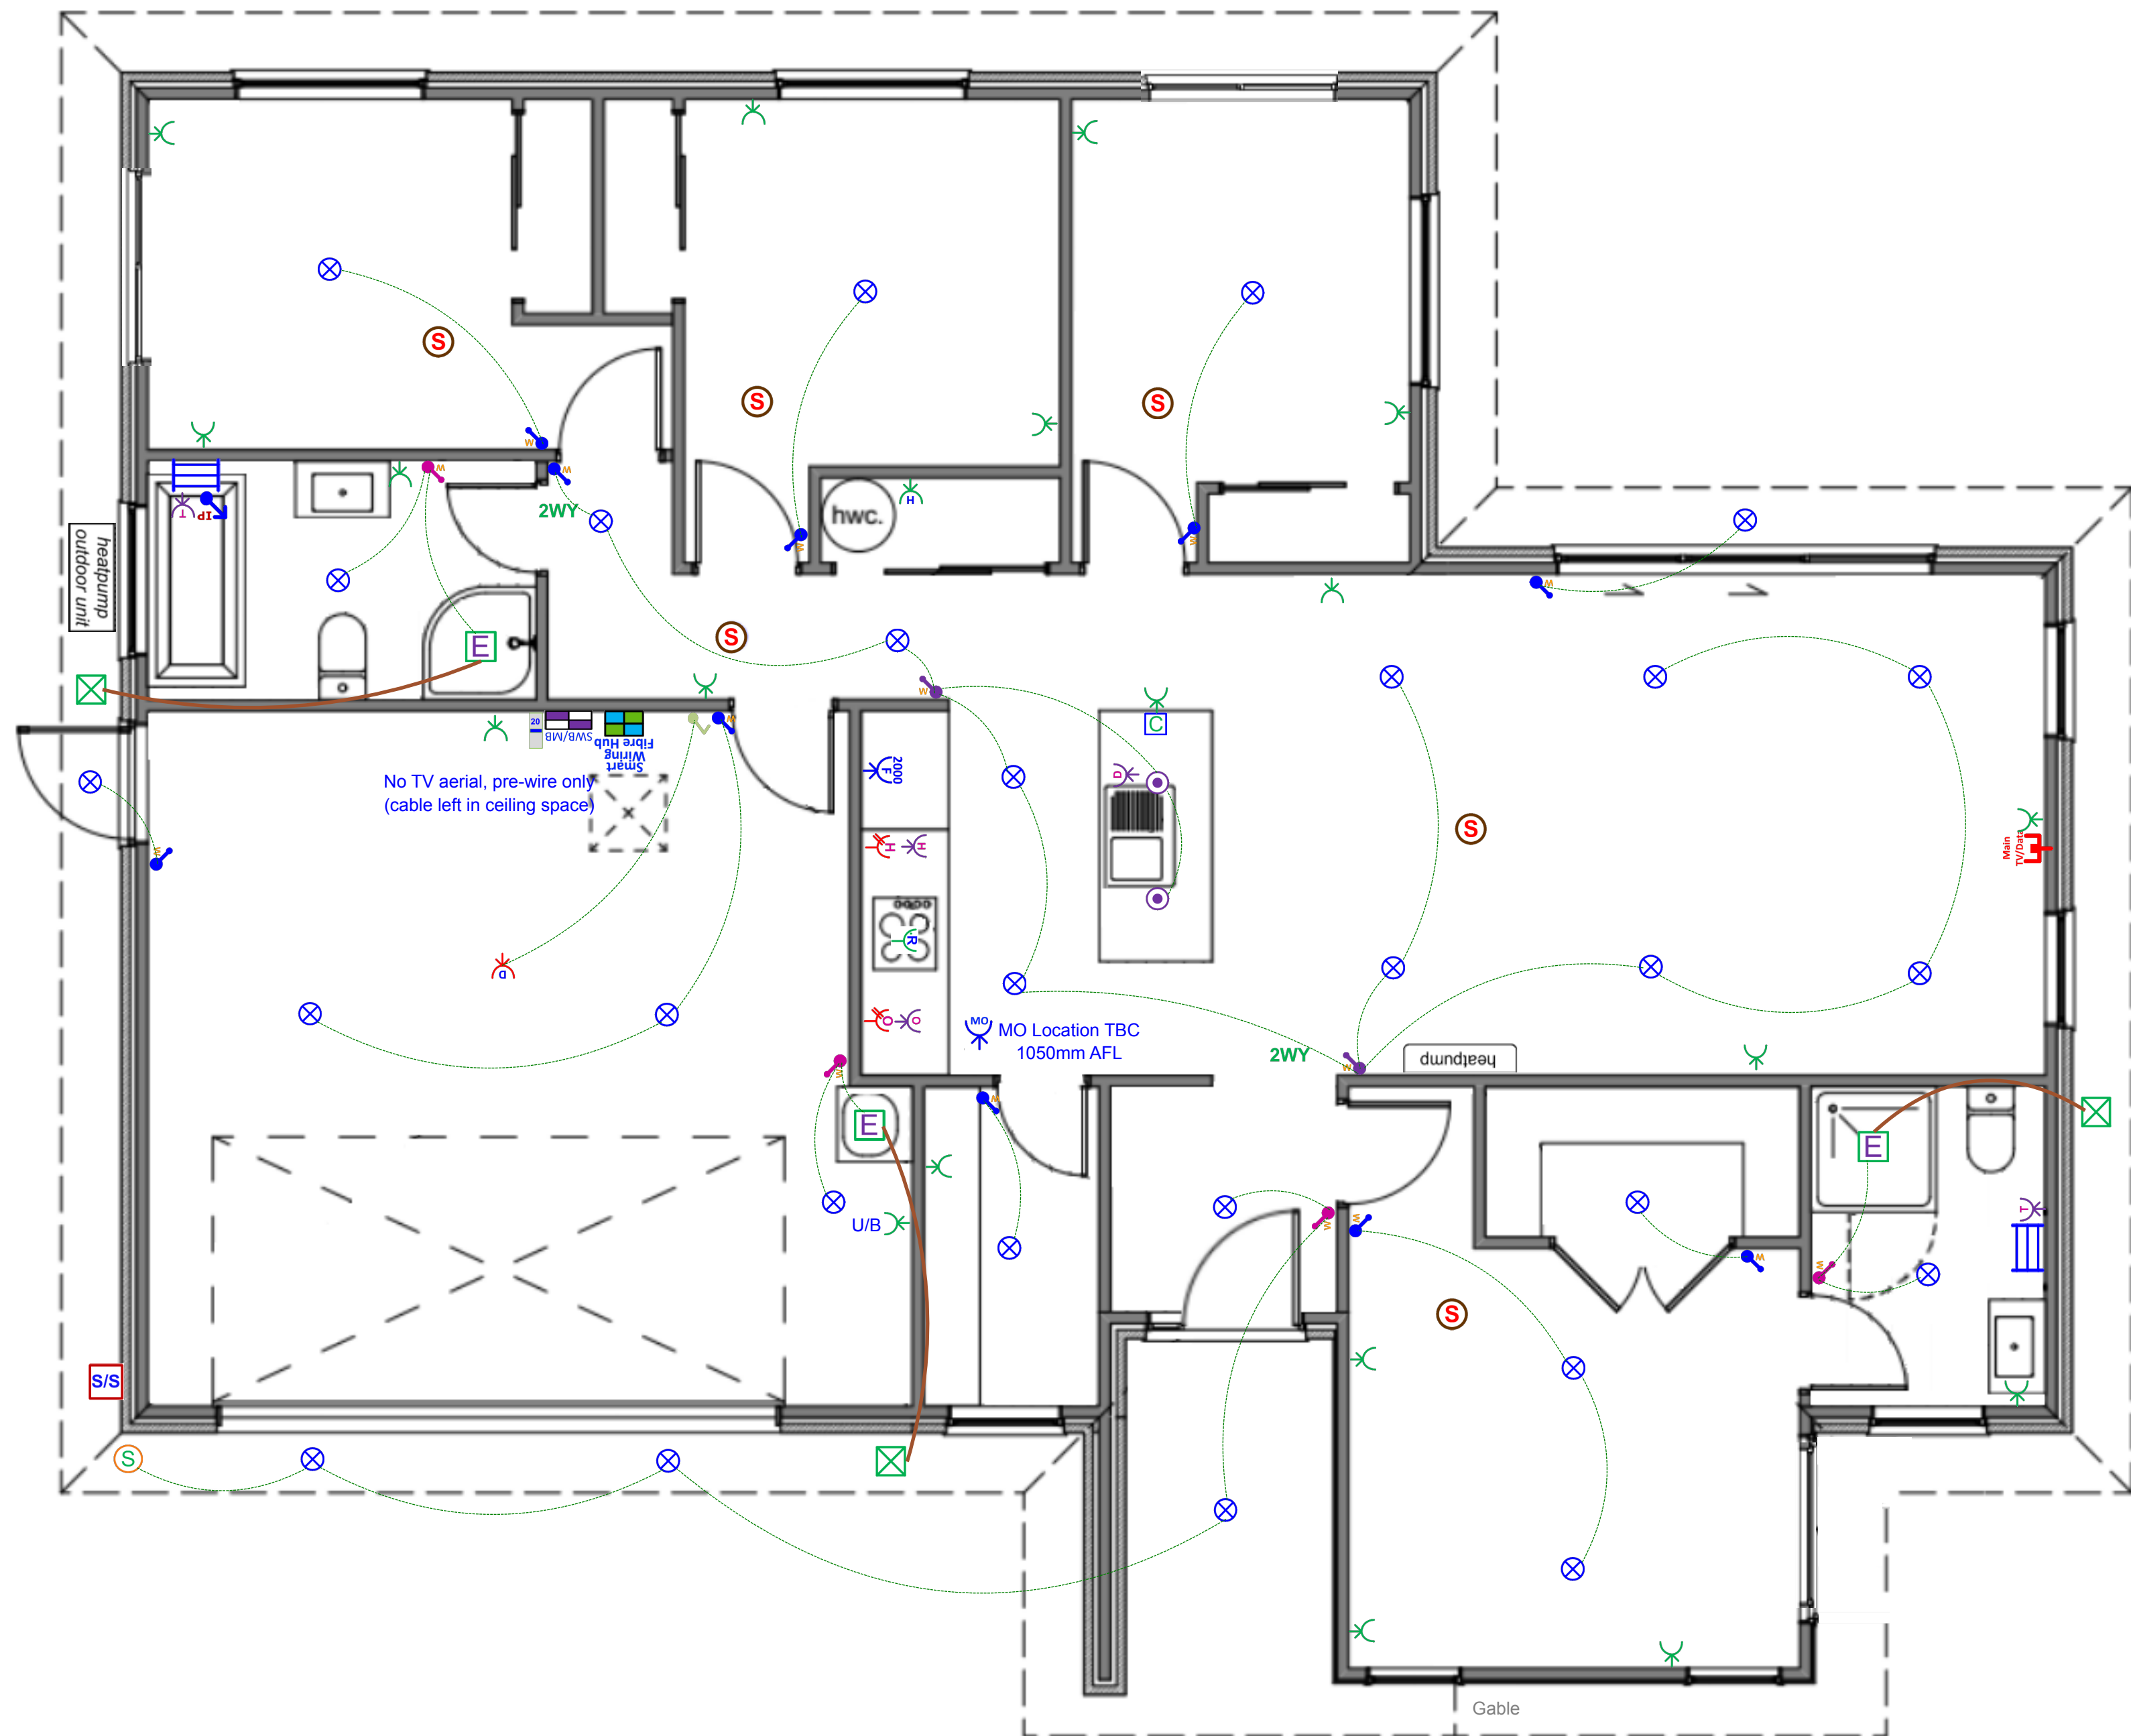 S
W
W
2WY
hwc.
H
S
S
W
W
W
T
IP
heatpump
outdoor unit
E
S
W
W
C
20
SWB/MB
Smart
Wiring
Fibre Hub
W
No TV aerial, pre-wire only
(cable left in ceiling space)
2000
F
D
W
H
H
S
Main
TV/Data
R
D
O
O
MO
MO Location TBC
1050mm AFL
2WY
W
heatpump
W
E
W
E
U/B
T
W
W
W
W
S
S/S
S
Gable